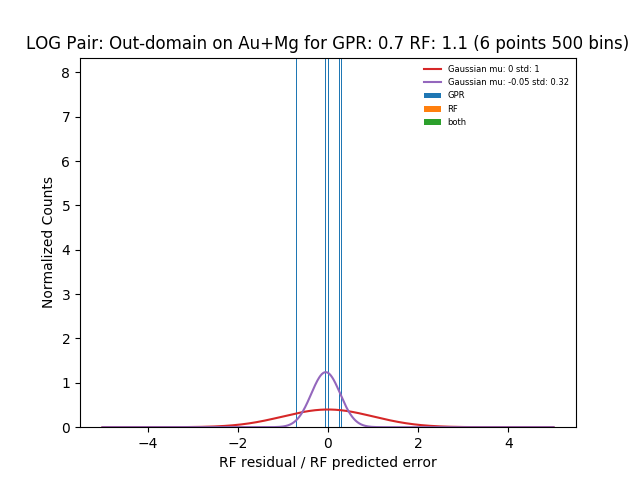 LOG Pair: Out-domain on Au+Mg for GPR: 0.7 RF: 1.1 (6 points 500 bins)
Gaussian mu: 0 std: 1
Gaussian mu: -0.05 std: 0.32
GPR
RF
both
Normalized Counts
8
7
6
5
4
3
2
1
0
−4 −2 0 2 4
RF residual / RF predicted error